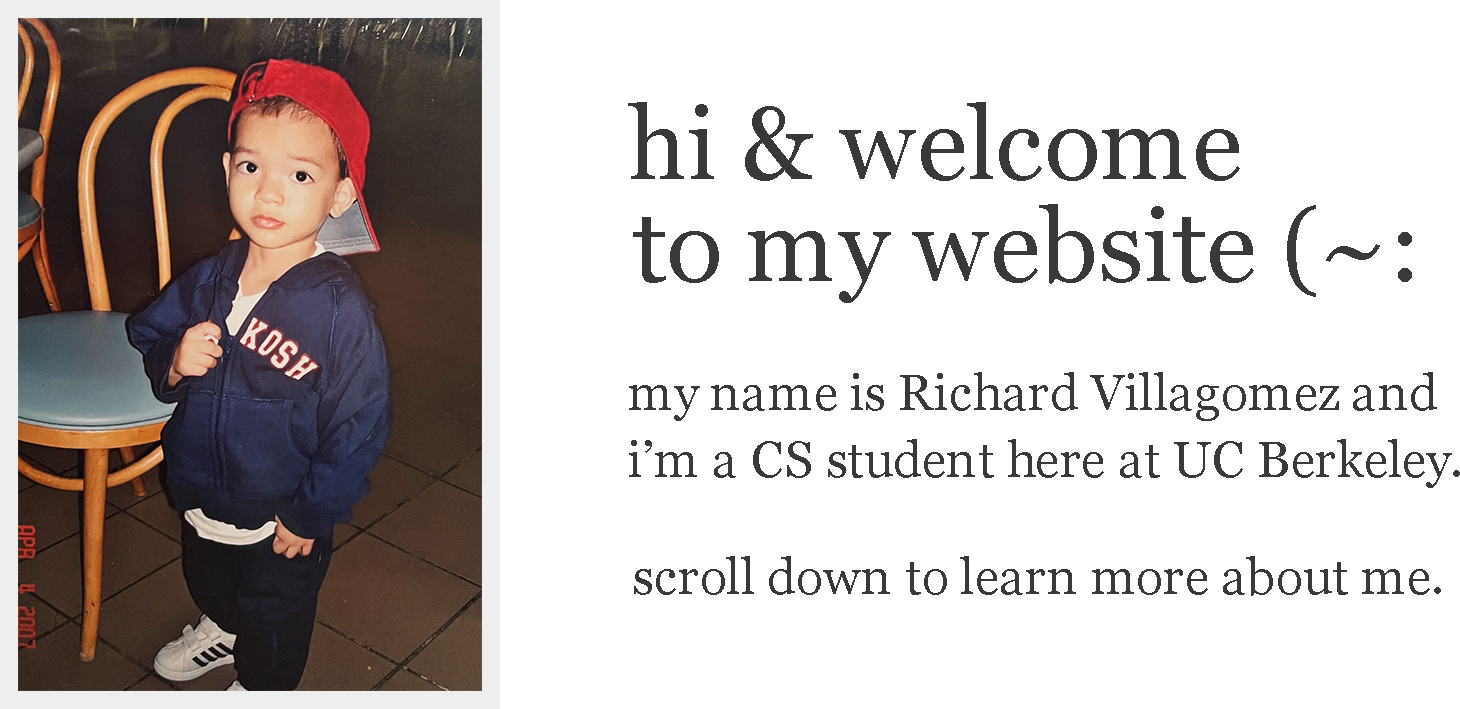 hi & welcome
to my website (~:
my name is Richard Villagomez and
i’m a CS student here at UC Berkeley.
scroll down to learn more about me.
KOSH
APR 4 2007